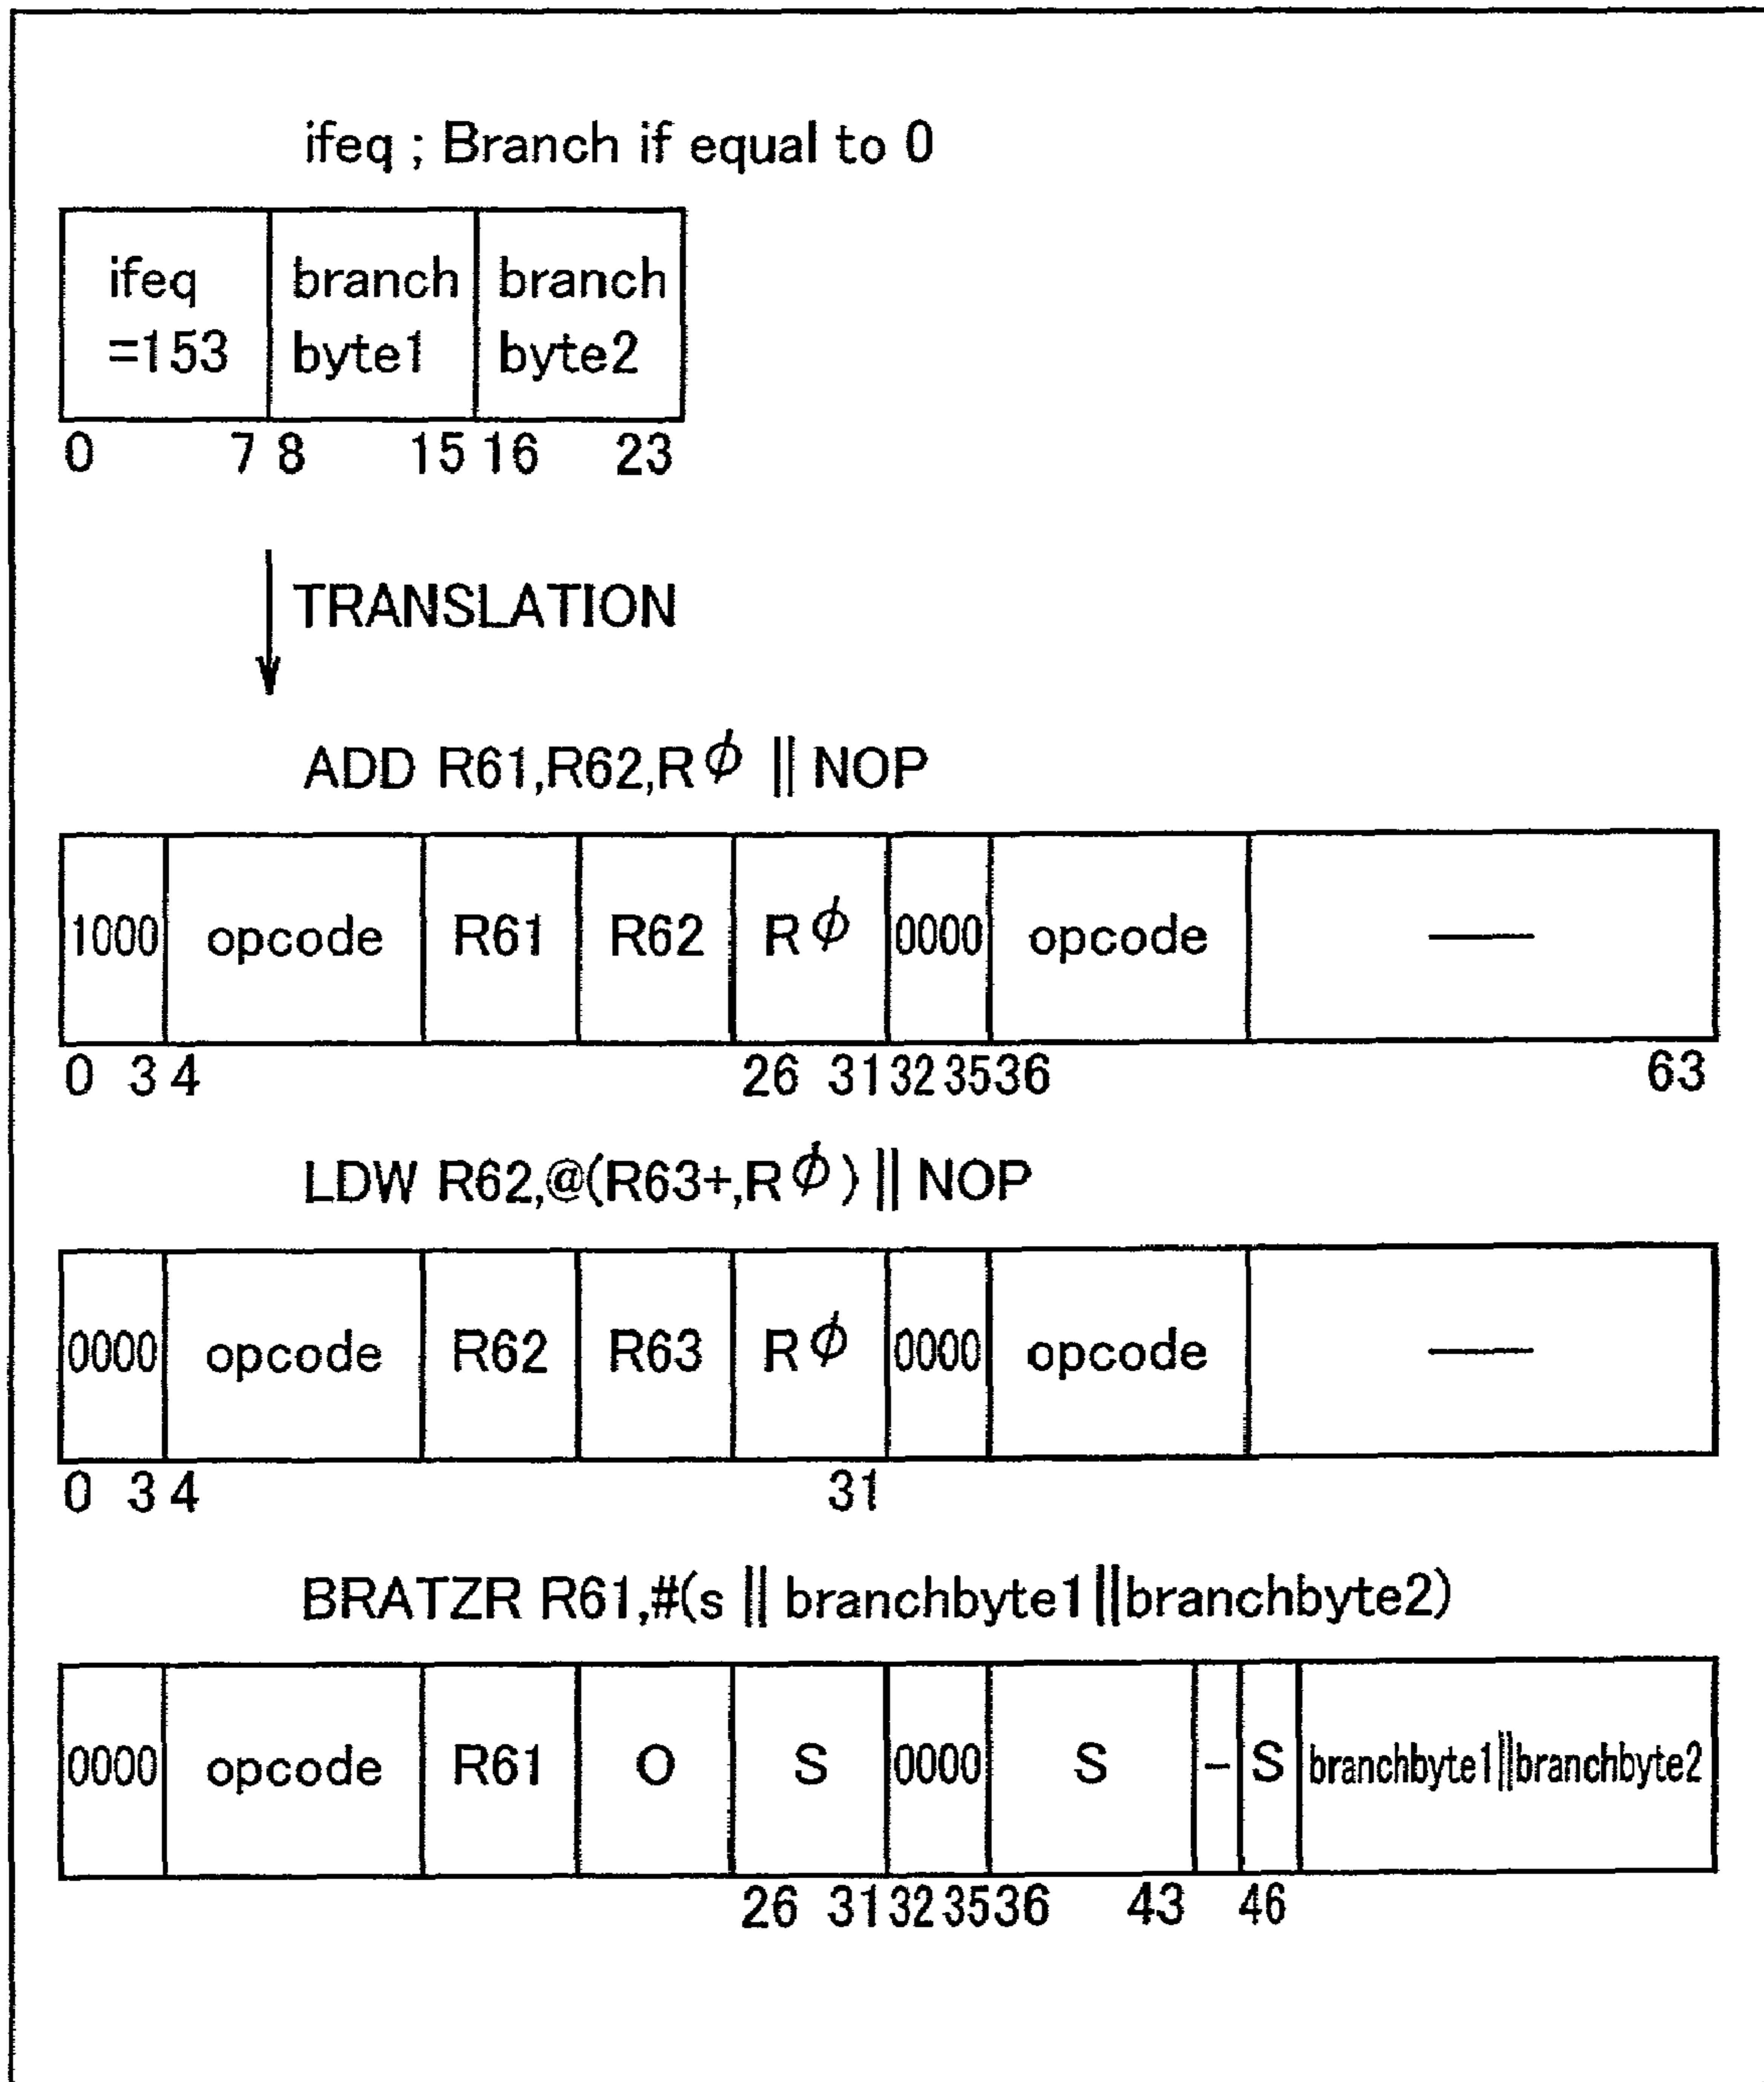 ifeq ; Branch if equal to 0
ifeq branch branch
=153 byte1 byte2
0 7 8 15 16 23
TRANSLATION
ADD R61,R62,Rϕ || NOP
1000 opcode R61 R62 Rϕ 0000 opcode —
0 3 4 26 31 32 35 36 63
LDW R62,@(R63+,Rϕ) || NOP
0000 opcode R62 R63 Rϕ 0000 opcode —
0 3 4 31
BRATZR R61,#(s || branchbyte1||branchbyte2)
0000 opcode R61 O S 0000 S - S branchbyte1||branchbyte2
26 31 32 35 36 43 46